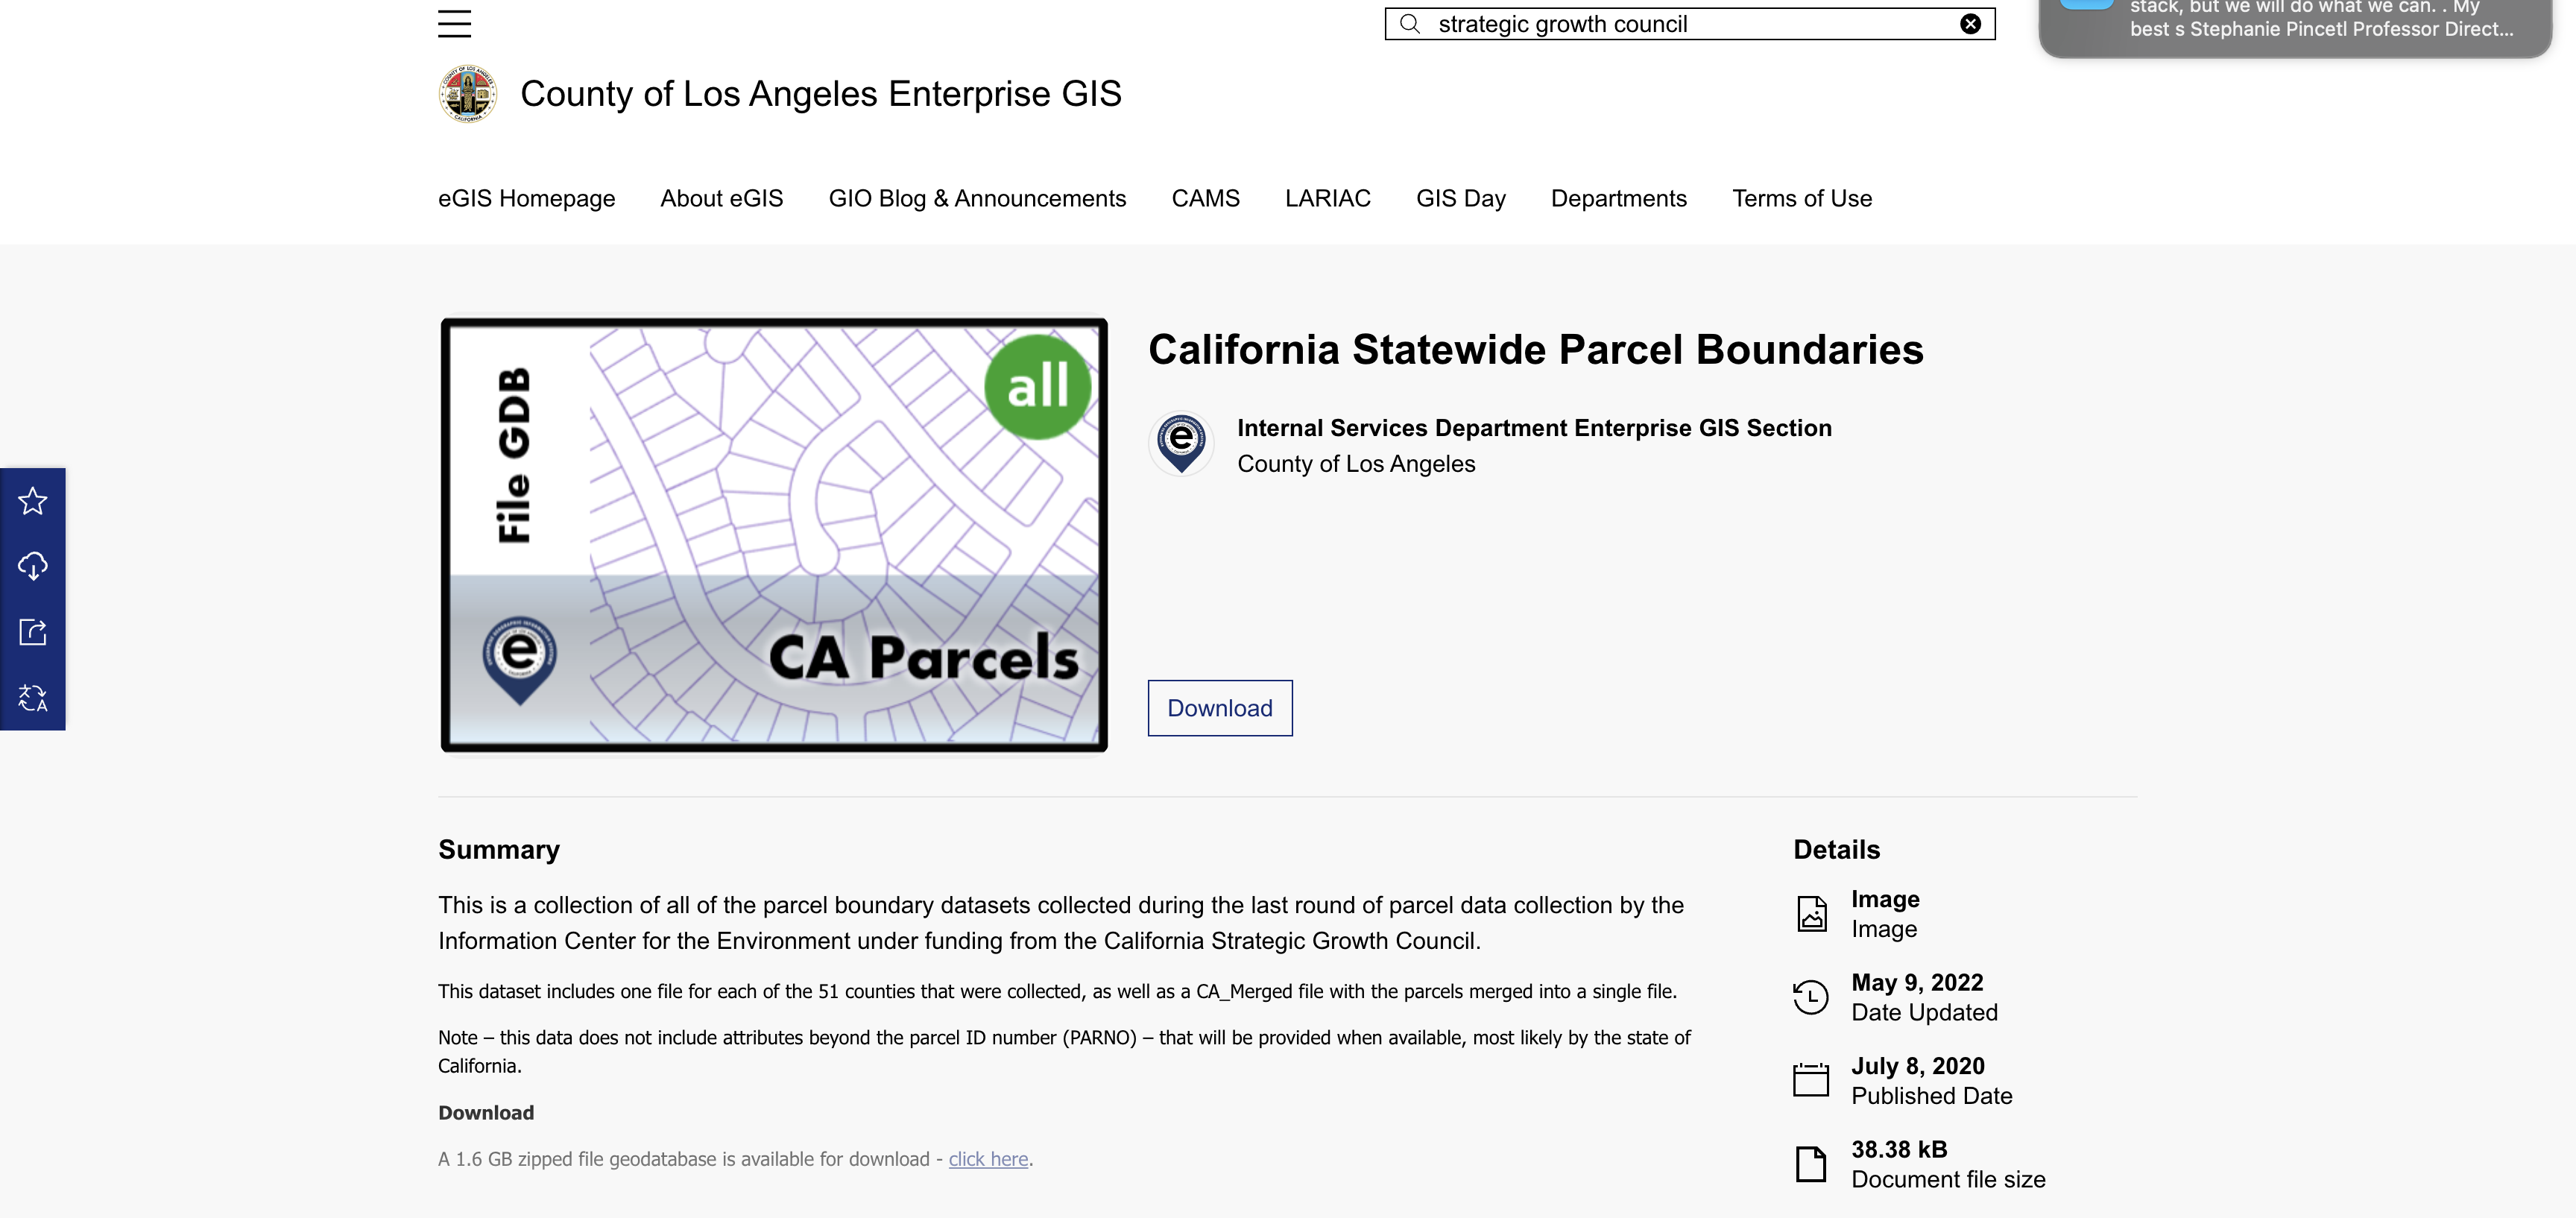 strategic growth council
stack, but we will do what we can. . My
best s Stephanie Pincetl Professor Direct...
County of Los Angeles Enterprise GIS
eGIS Homepage About eGIS GIO Blog & Announcements CAMS LARIAC GIS Day Departments Terms of Use
File GDB
all
CA Parcels
California Statewide Parcel Boundaries
Internal Services Department Enterprise GIS Section
County of Los Angeles
Download
Summary
This is a collection of all of the parcel boundary datasets collected during the last round of parcel data collection by the
Information Center for the Environment under funding from the California Strategic Growth Council.
This dataset includes one file for each of the 51 counties that were collected, as well as a CA_Merged file with the parcels merged into a single file.
Note – this data does not include attributes beyond the parcel ID number (PARNO) – that will be provided when available, most likely by the state of
California.
Download
A 1.6 GB zipped file geodatabase is available for download - click here.
Details
Image
Image
May 9, 2022
Date Updated
July 8, 2020
Published Date
38.38 kB
Document file size